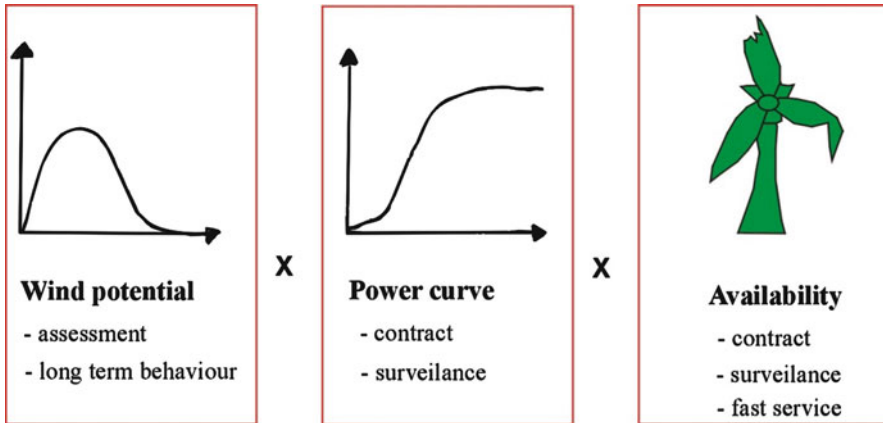 Wind potential
- assessment
- long term behaviour
x
Power curve
- contract
- surveilance
x
Availability
- contract
- surveilance
- fast service